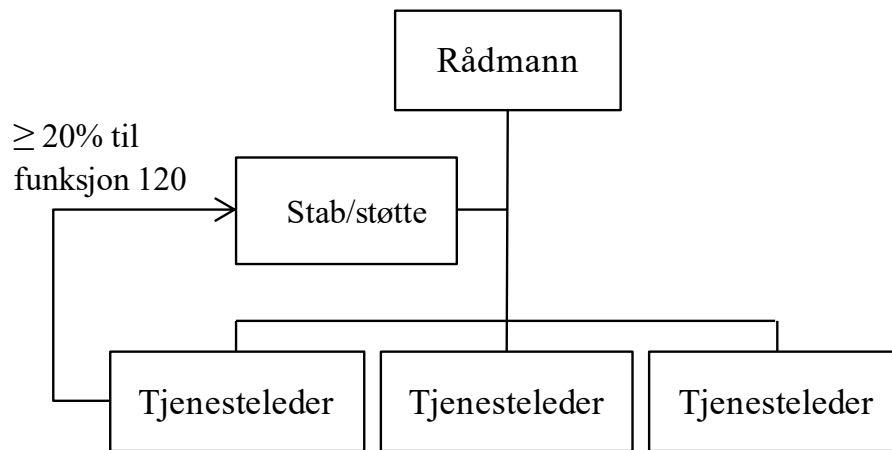 Rådmann
≥ 20% til
funksjon 120
Stab/støtte
Tjenesteleder
Tjenesteleder
Tjenesteleder